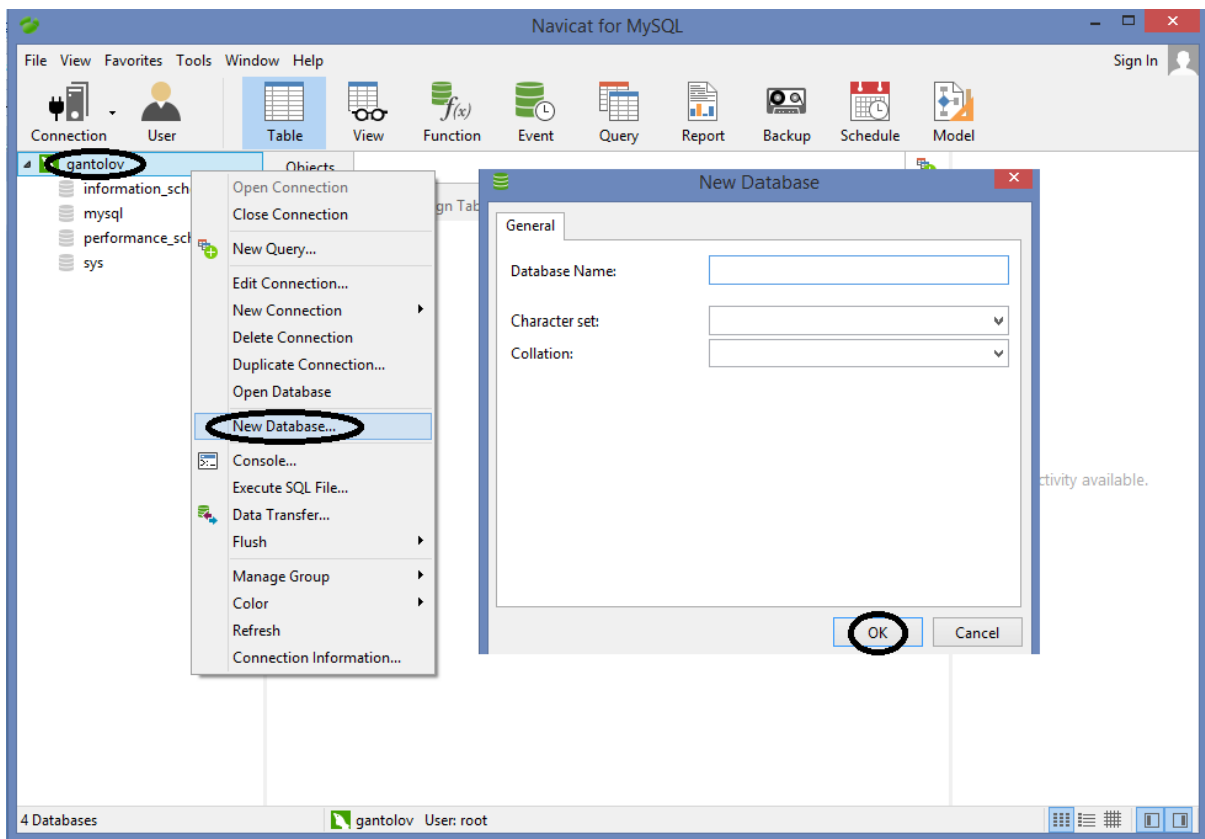 Navicat for MySQL
File View Favorites Tools Window Help
Sign In
Connection User Table View Function Event Query Report Backup Schedule Model
f(x)
gantolov
information_sch
mysql
performance_sch
sys
Objects
gn Tab
Open Connection
Close Connection
New Query...
Edit Connection...
New Connection
Delete Connection
Duplicate Connection...
Open Database
New Database...
Console...
Execute SQL File...
Data Transfer...
Flush
Manage Group
Color
Refresh
Connection Information...
New Database
General
Database Name:
Character set:
Collation:
OK Cancel
ctivity available.
4 Databases gantolov User: root